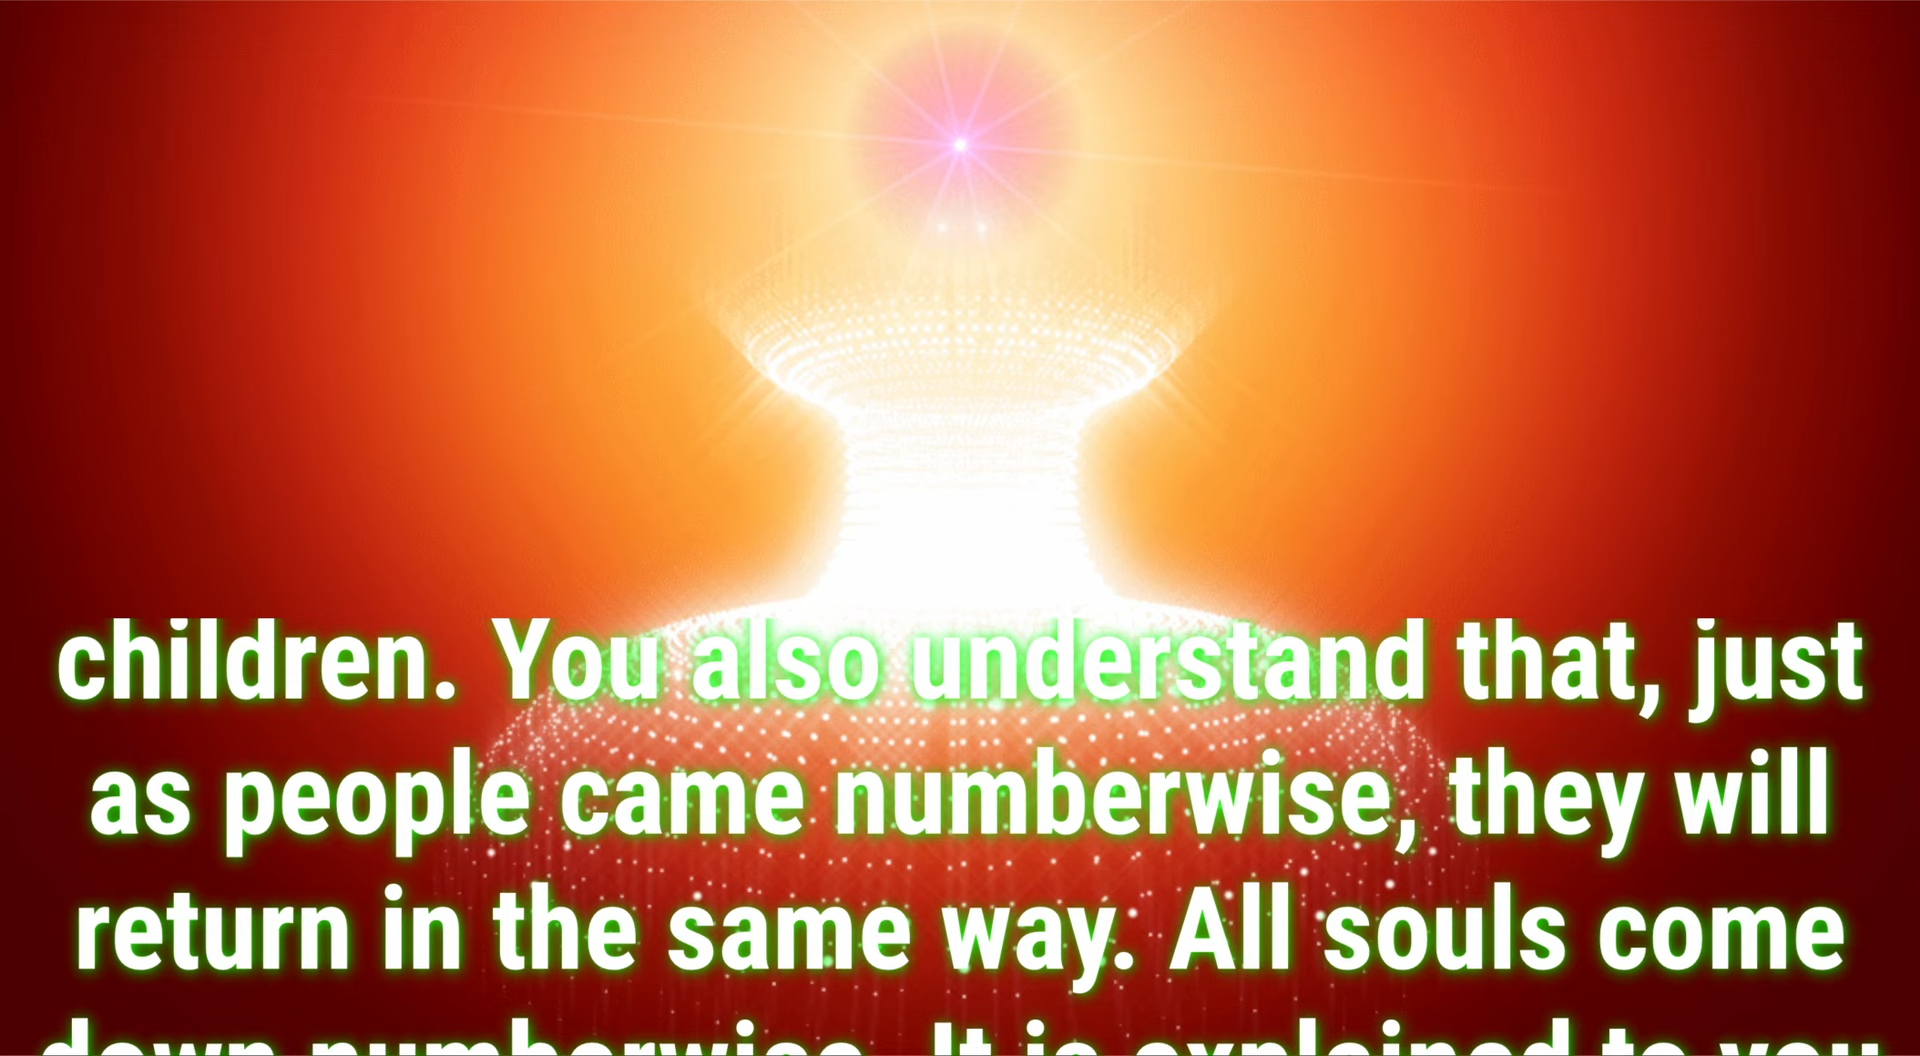 children. You also understand that, just
as people came numberwise, they will
return in the same way. All souls come
down numberwise. It is explained to you